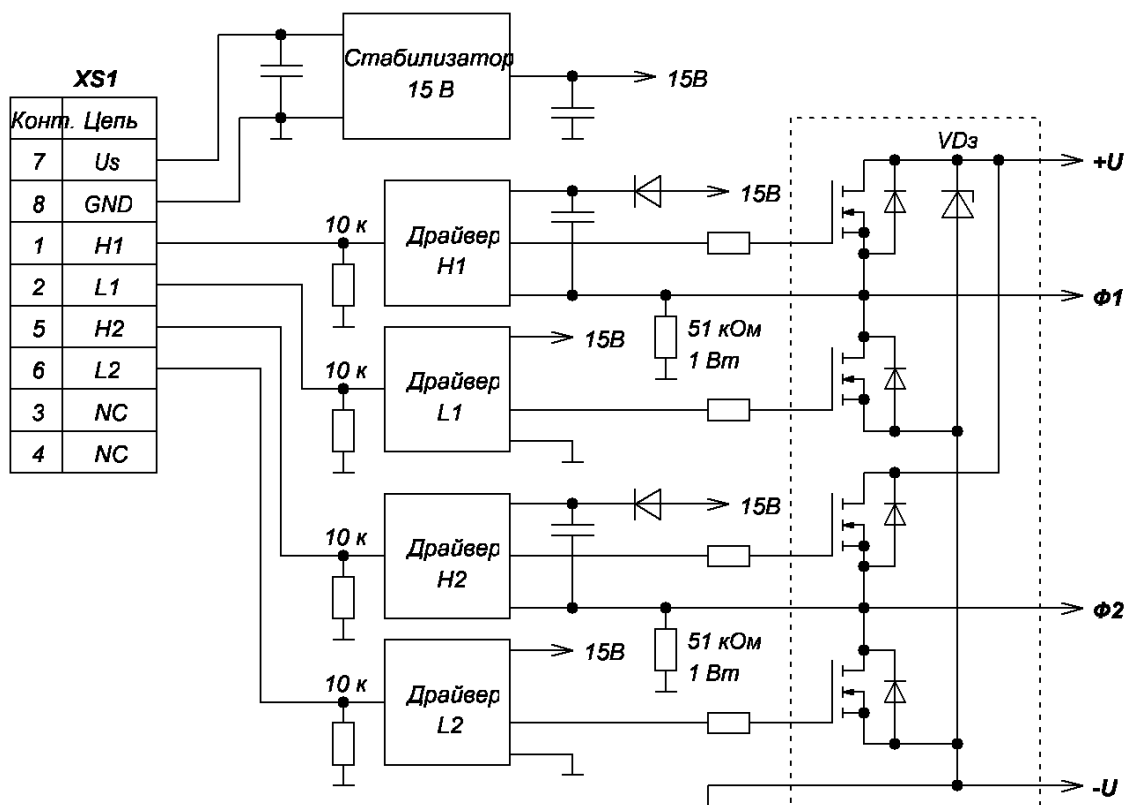 XS1
Конт. Цепь
7 Us
8 GND
1 H1
2 L1
5 H2
6 L2
3 NC
4 NC
Стабилизатор
15 В
15В
VDз
+U
15В
10 к
Драйвер
H1
Ф1
15В
51 кОм
1 Вт
10 к
Драйвер
L1
15В
10 к
Драйвер
H2
Ф2
15В
51 кОм
1 Вт
10 к
Драйвер
L2
-U